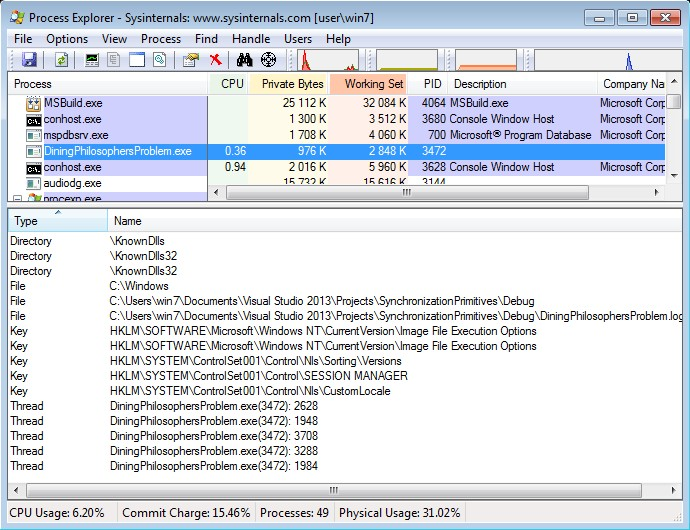 Process Explorer - Sysinternals: www.sysinternals.com [user\win7]
File Options View Process Find Handle Users Help
Process CPU Private Bytes Working Set PID Description Company Na
MSBuild.exe 25 112 K 32 084 K 4064 MSBuild.exe Microsoft Corp
conhost.exe 1 300 K 3 512 K 3680 Console Window Host Microsoft Corp
mspdbsrv.exe 1 708 K 4 060 K 700 Microsoft® Program Database Microsoft Corp
DiningPhilosophersProblem.exe 0.36 976 K 2 848 K 3472
conhost.exe 0.94 2 016 K 5 960 K 3628 Console Window Host Microsoft Corp
audiodg.exe 15 732 K 15 616 K 3144
procexp.exe
Type Name
Directory \KnownDlls
Directory \KnownDlls32
Directory \KnownDlls32
File C:\Windows
File C:\Users\win7\Documents\Visual Studio 2013\Projects\SynchronizationPrimitives\Debug
File C:\Users\win7\Documents\Visual Studio 2013\Projects\SynchronizationPrimitives\Debug\DiningPhilosophersProblem.log
Key HKLM\SOFTWARE\Microsoft\Windows NT\CurrentVersion\Image File Execution Options
Key HKLM\SOFTWARE\Microsoft\Windows NT\CurrentVersion\Image File Execution Options
Key HKLM\SYSTEM\ControlSet001\Control\Nls\Sorting\Versions
Key HKLM\SYSTEM\ControlSet001\Control\SESSION MANAGER
Key HKLM\SYSTEM\ControlSet001\Control\Nls\CustomLocale
Thread DiningPhilosophersProblem.exe(3472): 2628
Thread DiningPhilosophersProblem.exe(3472): 1948
Thread DiningPhilosophersProblem.exe(3472): 3708
Thread DiningPhilosophersProblem.exe(3472): 3288
Thread DiningPhilosophersProblem.exe(3472): 1984
CPU Usage: 6.20% Commit Charge: 15.46% Processes: 49 Physical Usage: 31.02%